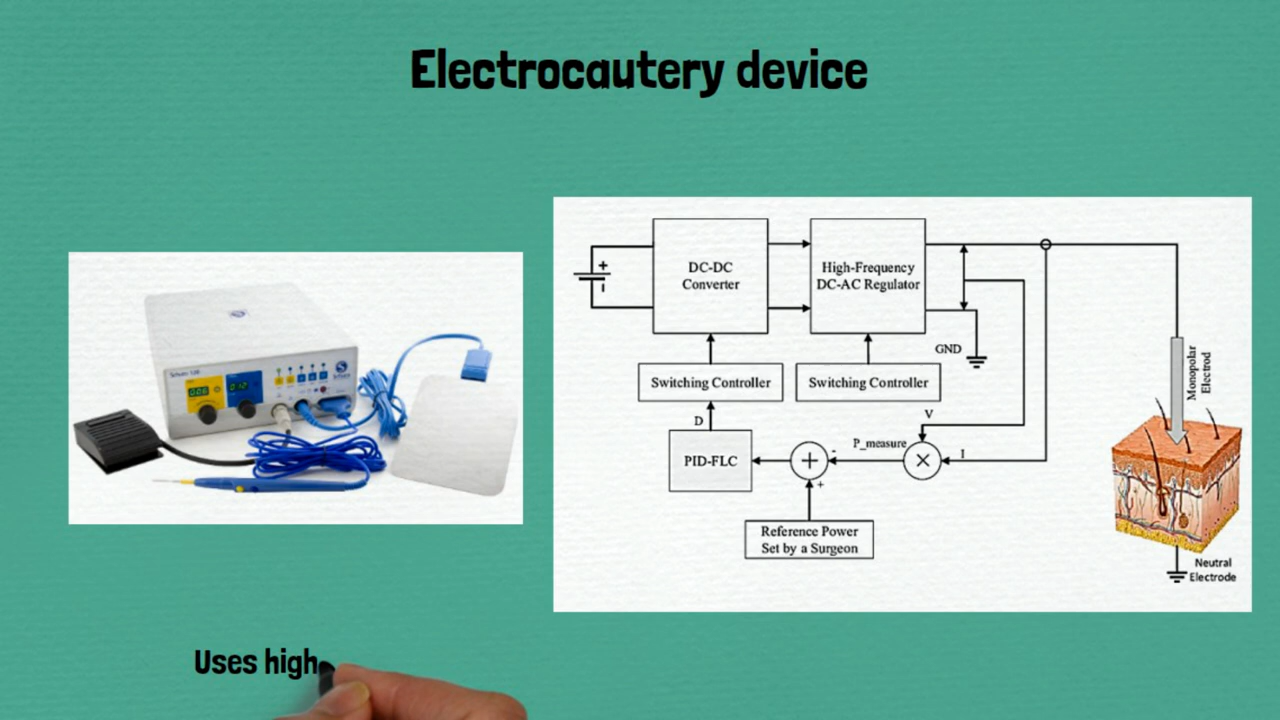 Electrocautery device
DC-DC
Converter
High-Frequency
DC-AC Regulator
GND
Switching Controller
Switching Controller
Monopolar
Electrod
D
V
P_measure
I
PID-FLC
+
-
+
×
Reference Power
Set by a Surgeon
Neutral
Electrode
Uses high